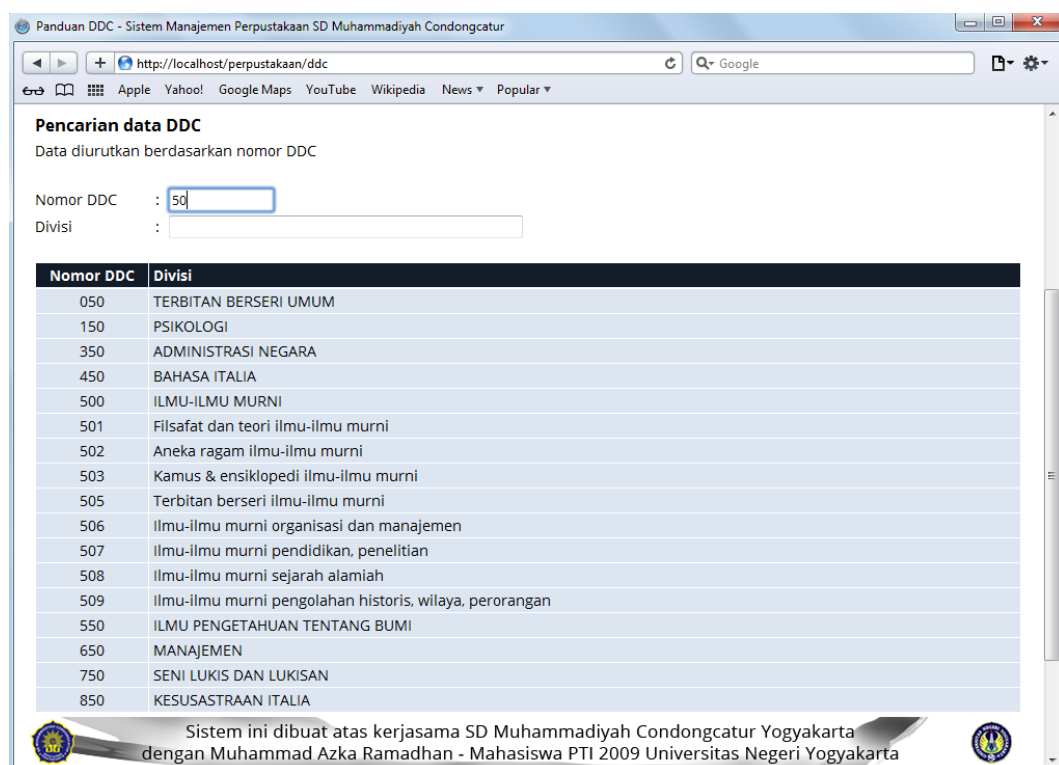 Panduan DDC - Sistem Manajemen Perpustakaan SD Muhammadiyah Condongcatur
http://localhost/perpustakaan/ddc
Google
Apple Yahoo! Google Maps YouTube Wikipedia News Popular
Pencarian data DDC
Data diurutkan berdasarkan nomor DDC
Nomor DDC : 50
Divisi :
Nomor DDC Divisi
050 TERBITAN BERSERI UMUM
150 PSIKOLOGI
350 ADMINISTRASI NEGARA
450 BAHASA ITALIA
500 ILMU-ILMU MURNI
501 Filsafat dan teori ilmu-ilmu murni
502 Aneka ragam ilmu-ilmu murni
503 Kamus & ensiklopedi ilmu-ilmu murni
505 Terbitan berseri ilmu-ilmu murni
506 Ilmu-ilmu murni organisasi dan manajemen
507 Ilmu-ilmu murni pendidikan, penelitian
508 Ilmu-ilmu murni sejarah alamiah
509 Ilmu-ilmu murni pengolahan historis, wilaya, perorangan
550 ILMU PENGETAHUAN TENTANG BUMI
650 MANAJEMEN
750 SENI LUKIS DAN LUKISAN
850 KESUSASTRAAN ITALIA
Sistem ini dibuat atas kerjasama SD Muhammadiyah Condongcatur Yogyakarta
dengan Muhammad Azka Ramadhan - Mahasiswa PTI 2009 Universitas Negeri Yogyakarta